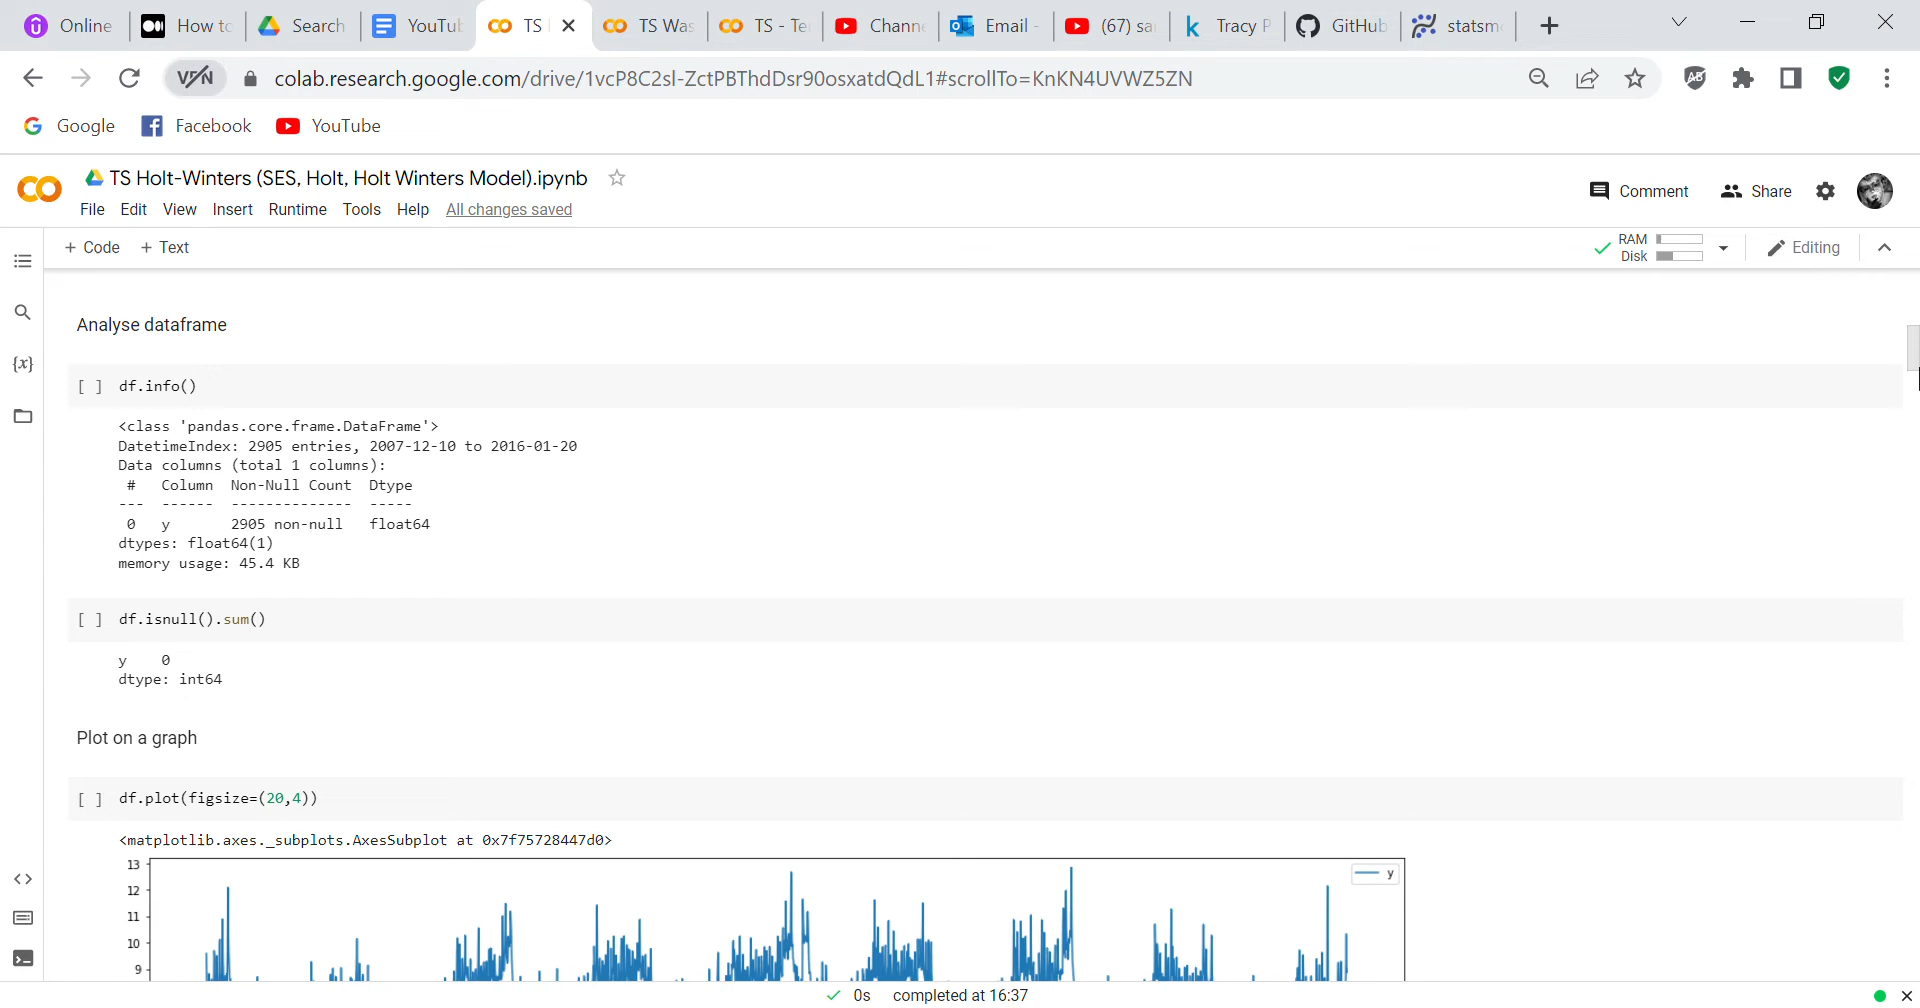 Online
How to
Search
YouTub
TS
TS Was
TS - Te
Chann
Email -
(67) sa
Tracy P
GitHub
statsm
VPN
colab.research.google.com/drive/1vcP8C2sl-ZctPBThdDsr90osxatdQdL1#scrollTo=KnKN4UVWZ5ZN
Google
Facebook
YouTube
TS Holt-Winters (SES, Holt, Holt Winters Model).ipynb
Comment
Share
File Edit View Insert Runtime Tools Help All changes saved
+ Code + Text
RAM
Disk
Editing
Analyse dataframe
{x}
[ ] df.info()
<class 'pandas.core.frame.DataFrame'>
DatetimeIndex: 2905 entries, 2007-12-10 to 2016-01-20
Data columns (total 1 columns):
# Column Non-Null Count Dtype
--- ------ -------------- -----
0 y 2905 non-null float64
dtypes: float64(1)
memory usage: 45.4 KB
[ ] df.isnull().sum()
y 0
dtype: int64
Plot on a graph
[ ] df.plot(figsize=(20,4))
<matplotlib.axes._subplots.AxesSubplot at 0x7f75728447d0>
13
y
12
11
10
9
0s completed at 16:37